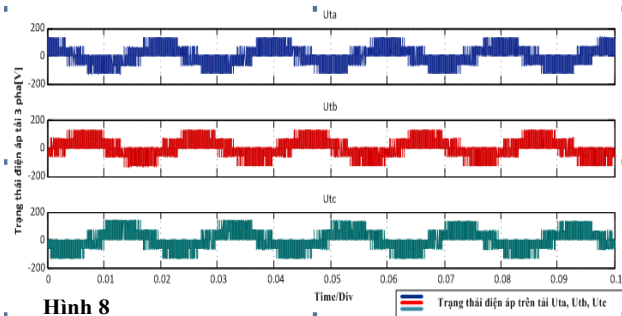 Uta
200
0
-200
Utb
200
0
-200
Utc
200
0
-200
Trạng thái điện áp tải 3 pha[V]
0 0.01 0.02 0.03 0.04 0.05 0.06 0.07 0.08 0.09 0.1
Time/Div
Hình 8
Trạng thái điện áp trên tải Uta, Utb, Utc